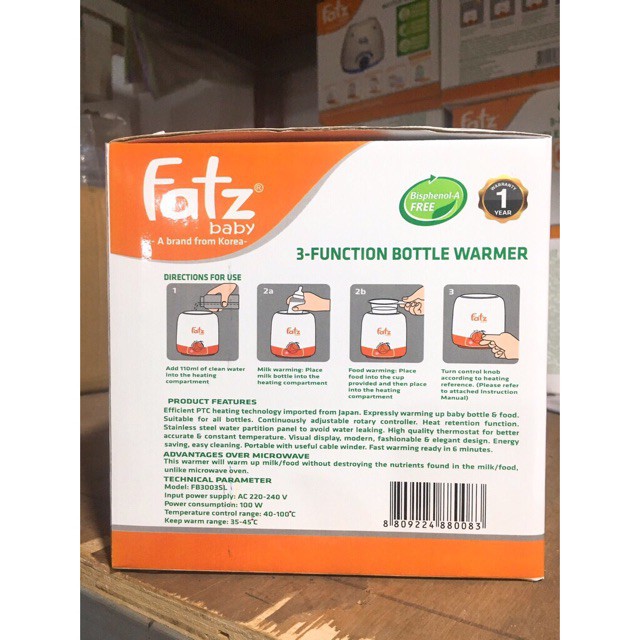 Fatz®
baby
- A brand from Korea-
Bisphenol-A
FREE
WARRANTY
1
YEAR
3-FUNCTION BOTTLE WARMER
DIRECTIONS FOR USE
1
Add 110ml of clean water
into the heating
compartment
2a
Fatz
Milk warming: Place
milk bottle into the
heating compartment
2b
Fatz
Food warming: Place
food into the cup
provided and then place
into the compartment
3
Fatz
Turn control knob
according to heating
reference. (Please refer
to attached Instruction
Manual)
PRODUCT FEATURES
Efficient PTC heating technology imported from Japan. Expressly warming up baby bottle & food.
Suitable for all bottles. Continuously adjustable rotary controller. Heat retention function.
Stainless steel water partition panel to avoid water leaking. High quality thermostat for better
accurate & constant temperature. Visual display, modern, fashionable & elegant design. Energy
saving, easy cleaning. Portable with useful cable winder. Fast warming ready in 6 minutes.
ADVANTAGES OVER MICROWAVE
This warmer will warm up milk/food without destroying the nutrients found in the milk/food,
unlike microwave oven.
TECHNICAL PARAMETER
Model: FB3003SL
Input power supply: AC 220-240 V
Power consumption: 100 W
Temperature control range: 40-100℃
Keep warm range: 35-45℃
8 809224 880083